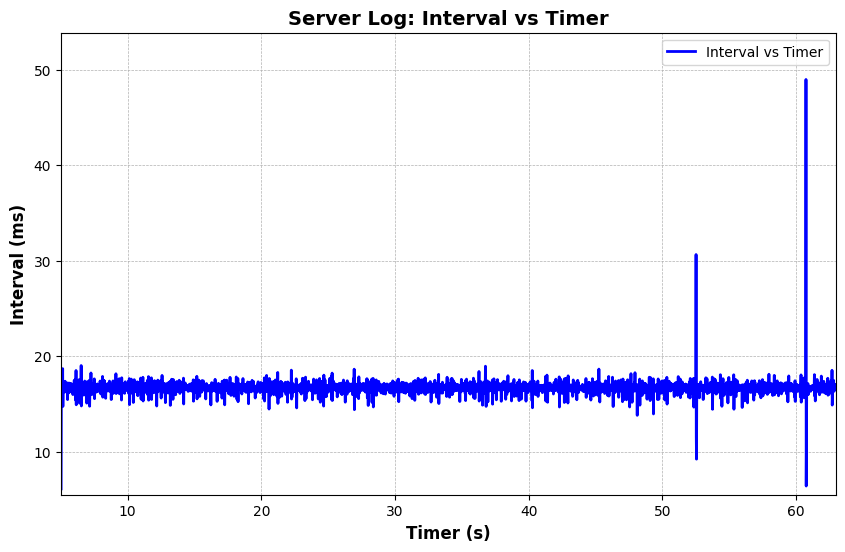 Server Log: Interval vs Timer
Interval vs Timer
Interval (ms)
50
40
30
20
10
10 20 30 40 50 60
Timer (s)